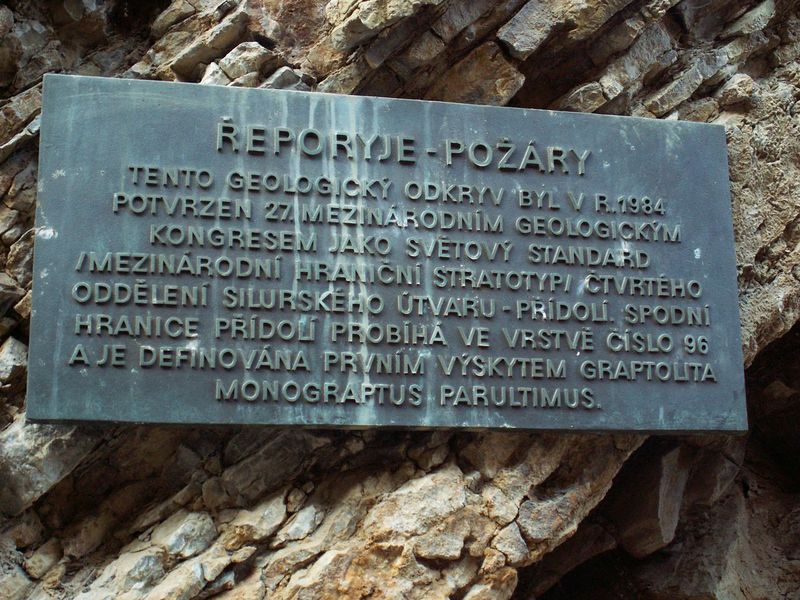 ŘEPORYJE - POŽÁRY
TENTO GEOLOGICKÝ ODKRYV BYL V R. 1984
POTVRZEN 27. MEZINÁRODNÍM GEOLOGICKÝM
KONGRESEM JAKO SVĚTOVÝ STANDARD
/MEZINÁRODNÍ HRANIČNÍ STRATOTYP/ ČTVRTÉHO
ODDĚLENÍ SILURSKÉHO ÚTVARU - PŘÍDOLÍ. SPODNÍ
HRANICE PŘÍDOLÍ PROBÍHÁ VE VRSTVĚ ČÍSLO 96
A JE DEFINOVÁNA PRVNÍM VÝSKYTEM GRAPTOLITA
MONOGRAPTUS PARULTIMUS.